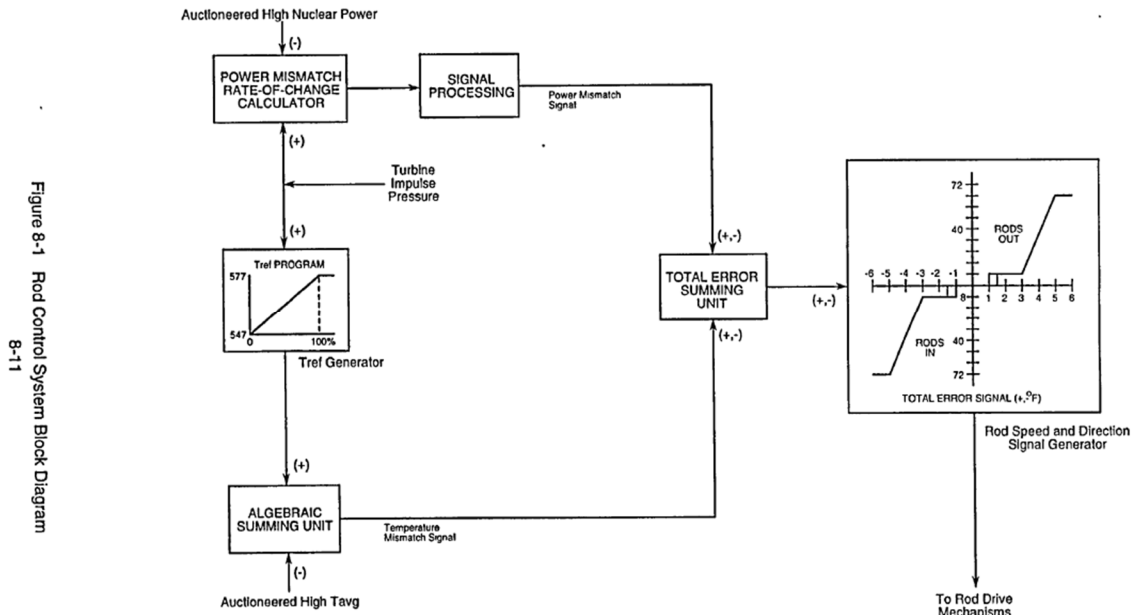 Auctioneered High Nuclear Power
(-)
POWER MISMATCH
RATE-OF-CHANGE
CALCULATOR
SIGNAL
PROCESSING
Power Mismatch
Signal
(+)
Turbine
Impulse
Pressure
(+)
Tref PROGRAM
577
547
0
100%
Tref Generator
(+)
ALGEBRAIC
SUMMING UNIT
Temperature
Mismatch Signal
(-)
Auctioneered High Tavg
(+,-)
TOTAL ERROR
SUMMING
UNIT
(+,-)
(+,-)
72
40
RODS
OUT
-6 -5 -4 -3 -2 -1
8 1 2 3 4 5 6
40
RODS
IN
72
TOTAL ERROR SIGNAL (+,°F)
Rod Speed and Direction
Signal Generator
To Rod Drive
Mechanisms
Figure 8-1 Rod Control System Block Diagram
8-11